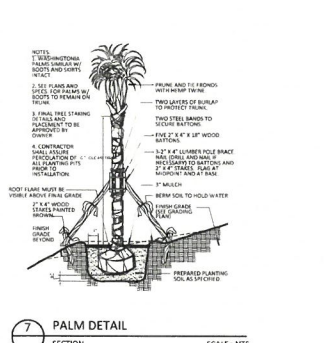 NOTES
1. WASHINGTONIA
PALMS SIMILAR W/
BOOTS AND SKIRTS
INTACT
2. SEE PLANS AND
SPECS. FOR PALMS W/
BOOTS TO REMAIN ON
TRUNK
3. FINAL TREE STAKING
DETAILS AND
PLACEMENT TO BE
APPROVED BY
OWNER
4. CONTRACTOR
SHALL ASSURE
PERCOLATION OF
ALL PLANTING PITS
PRIOR TO
INSTALLATION
ROOT FLARE MUST BE
VISIBLE ABOVE FINAL GRADE
2" X 4" WOOD
STAKES PAINTED
BROWN
FINISH
GRADE
BEYOND
PRUNE AND TIE FRONDS
WITH HEMP TWINE
TWO LAYERS OF BURLAP
TO PROTECT TRUNK
TWO STEEL BANDS TO
SECURE BATTONS
FIVE 2" X 4" X 18" WOOD
BATTONS
3-2" X 4" LUMBER POLE BRACE
NAIL (DRILL AND NAIL IF
NECESSARY) TO BATTONS AND
2" X 4" STAKES. FLAG AT
MIDPOINT AND AT BASE
3" MULCH
BERM SOIL TO HOLD WATER
FINISH GRADE
(SEE GRADING
PLAN)
PREPARED PLANTING
SOIL AS SPECIFIED
7 PALM DETAIL
SECTION